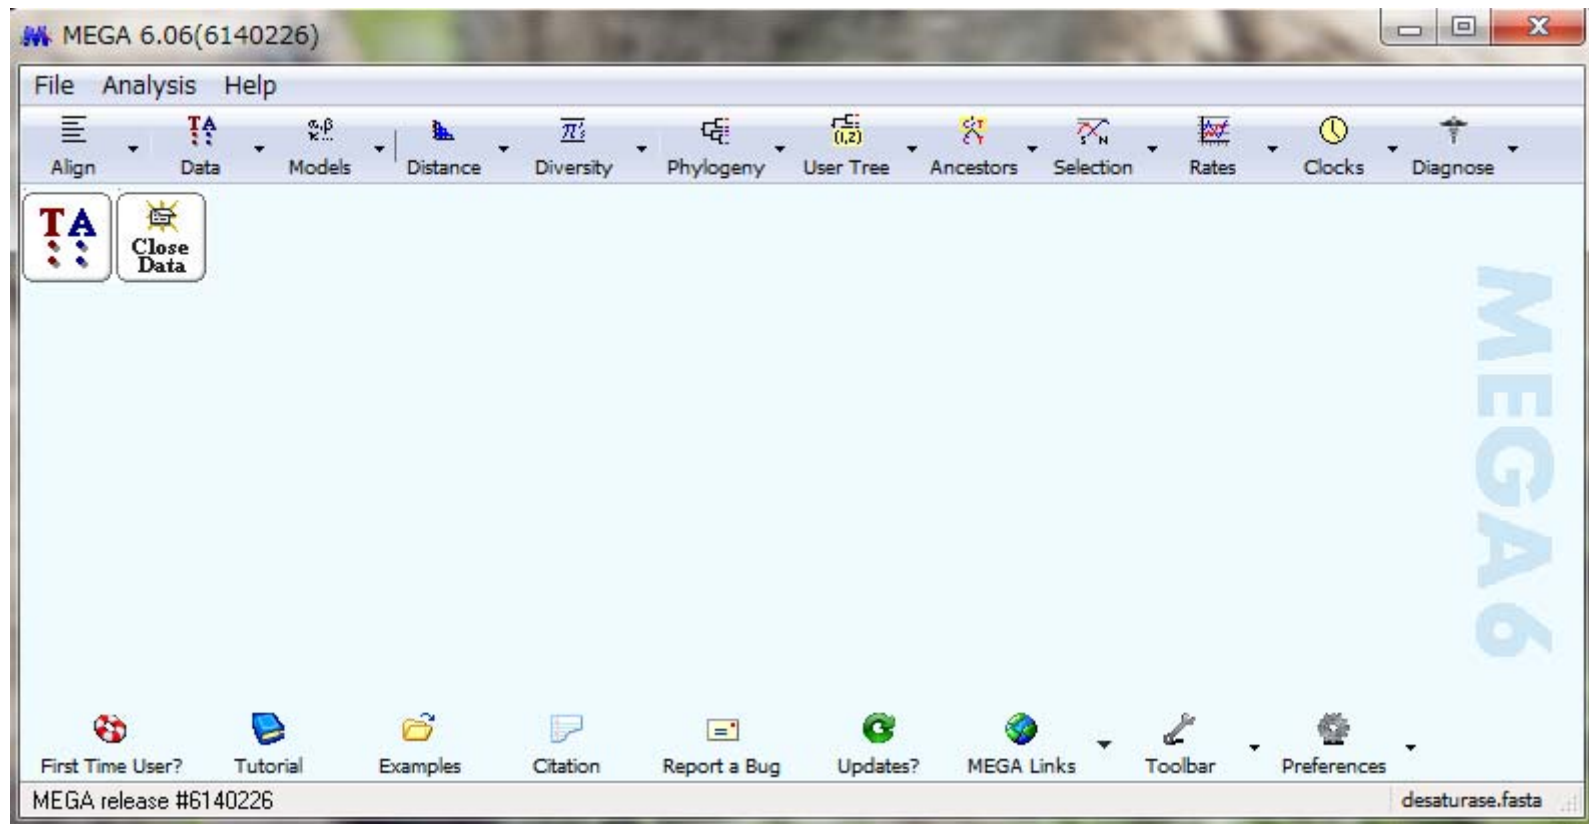 MEGA 6.06(6140226)
File Analysis Help
Align Data Models Distance Diversity Phylogeny User Tree Ancestors Selection Rates Clocks Diagnose
TA
Close
Data
MEGA6
First Time User? Tutorial Examples Citation Report a Bug Updates? MEGA Links Toolbar Preferences
MEGA release #6140226
desaturase.fasta